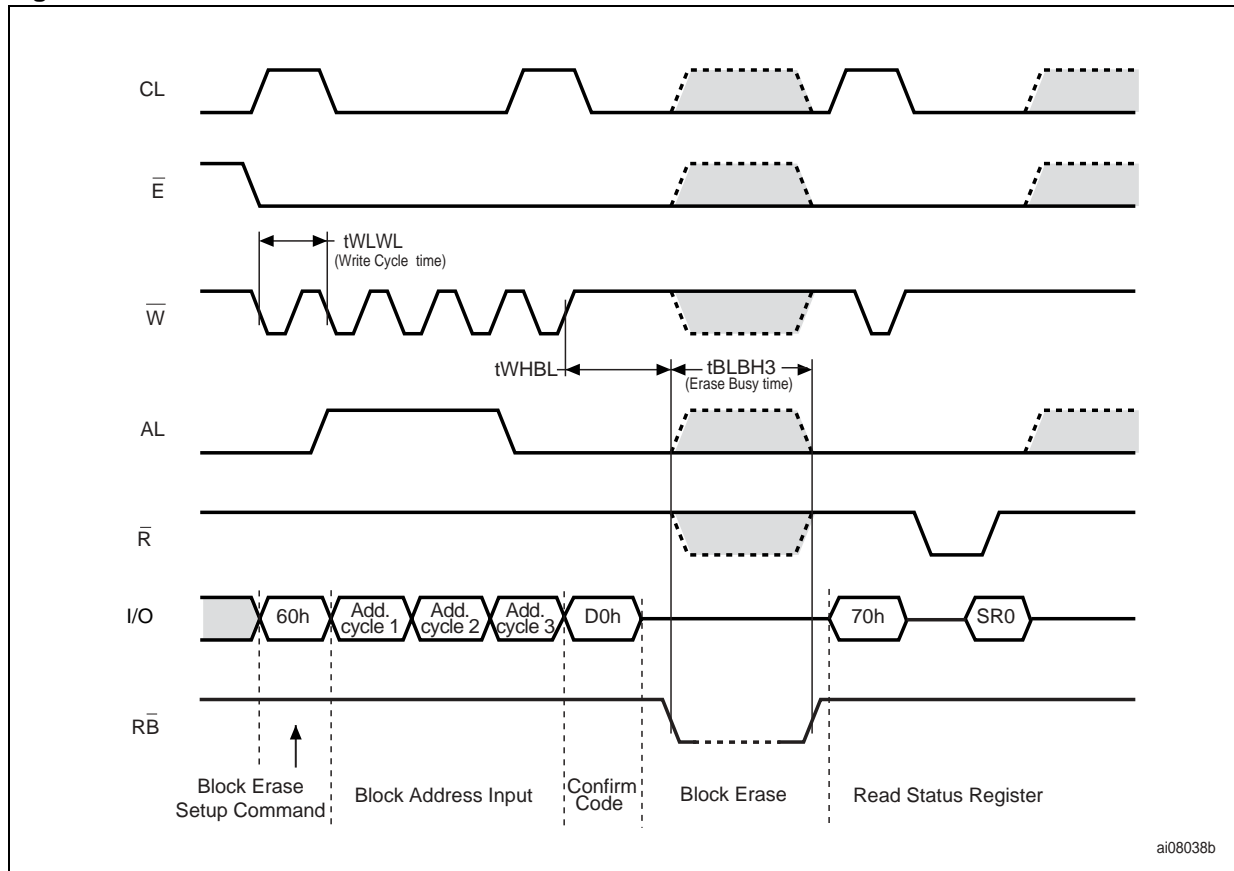 CL
E̅
tWLWL
(Write Cycle time)
W̅
tWHBL
tBLBH3
(Erase Busy time)
AL
R̅
I/O
60h
Add.
cycle 1
Add.
cycle 2
Add.
cycle 3
D0h
70h
SR0
RB̅
Block Erase
Setup Command
Block Address Input
Confirm
Code
Block Erase
Read Status Register
ai08038b